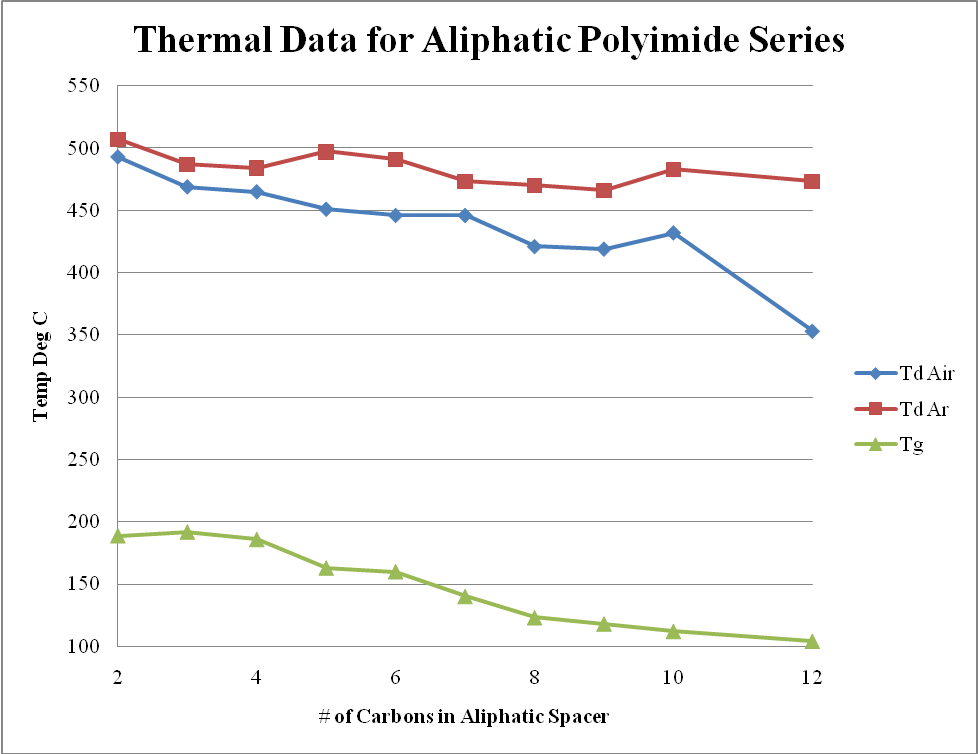 Thermal Data for Aliphatic Polyimide Series
550
500
450
400
350
300
250
200
150
100
Temp Deg C
2 4 6 8 10 12
# of Carbons in Aliphatic Spacer
Td Air
Td Ar
Tg